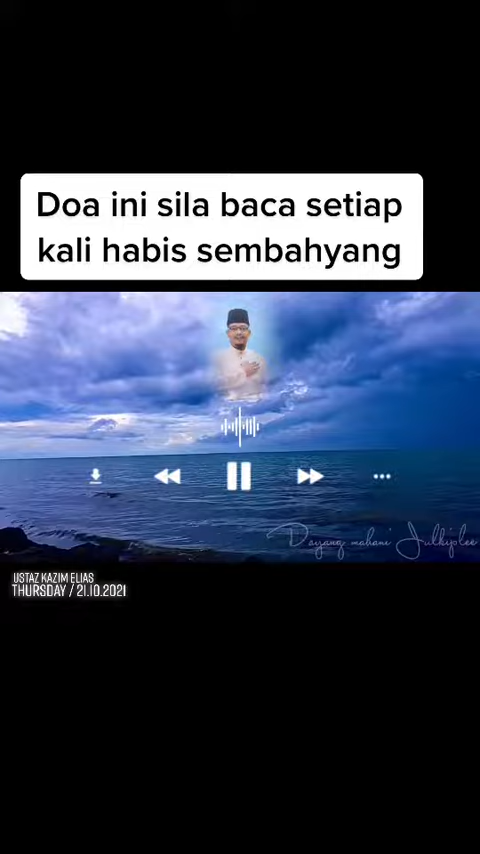 Doa ini sila baca setiap
kali habis sembahyang
Dayang mahani Julkiplee
USTAZ KAZIM ELIAS
THURSDAY / 21.10.2021